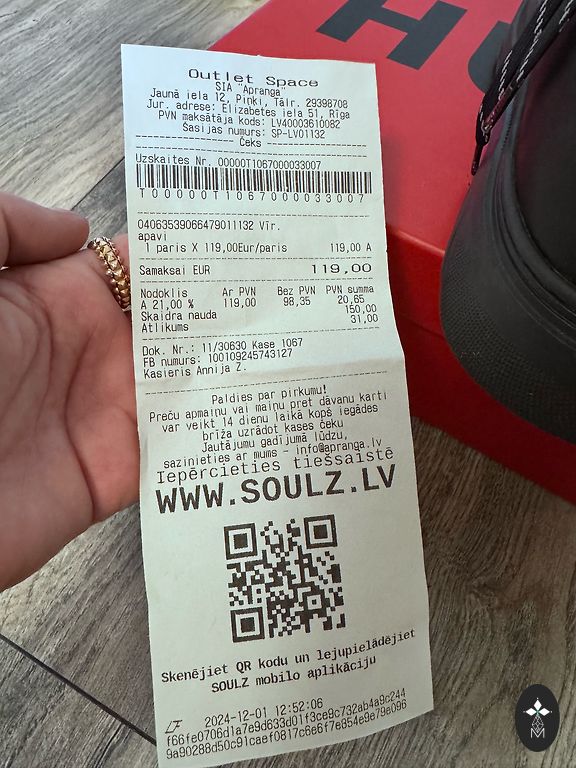 HU
Outlet Space
SIA "Apranga"
Jaunā iela 12, Piņķi, Tālr. 29398708
Jur. adrese: Elizabetes iela 51, Rīga
PVN maksātāja kods: LV40003610082
Šasijas numurs: SP-LV01132
Čeks
Uzskaites Nr. 00000T1067000033007
T00000T1067000033007
04063539066479011132 Vīr.
apavi
1 paris X 119,00Eur/paris 119,00 A
Samaksai EUR 119,00
Nodoklis Ar PVN Bez PVN PVN summa
A 21,00 % 119,00 98,35 20,65
Skaidra nauda 150,00
Atlikums 31,00
Dok. Nr.: 11/30630 Kase 1067
FB numurs: 100109245743127
Kasieris Annija Z.
Paldies par pirkumu!
Preču apmaiņu vai maiņu pret dāvanu karti
var veikt 14 dienu laikā kopš iegādes
brīža uzrādot kases čeku
Jautājumu gadījumā lūdzu,
sazinieties ar mums - info@apranga.lv
Iepērcieties tiešsaistē
WWW.SOULZ.LV
Skenējiet QR kodu un lejupielādējiet
SOULZ mobilo aplikāciju
LF 2024-12-01 12:52:06
f66fe0706d1a7e9d633d01f3ce9c732ab4a9c244
9a90288d50c91caef0817c6e6f7e854e9e79e096
M